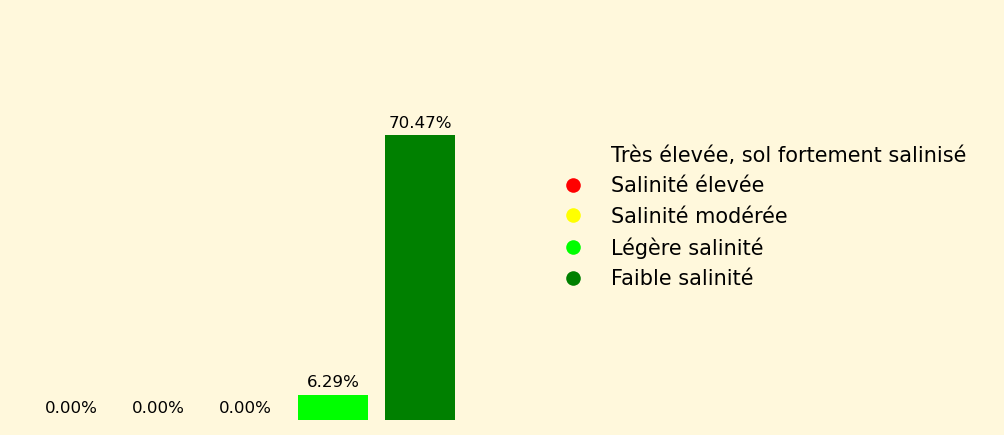 70.47%
6.29%
0.00%
0.00%
0.00%
Très élevée, sol fortement salinisé
Salinité élevée
Salinité modérée
Légère salinité
Faible salinité